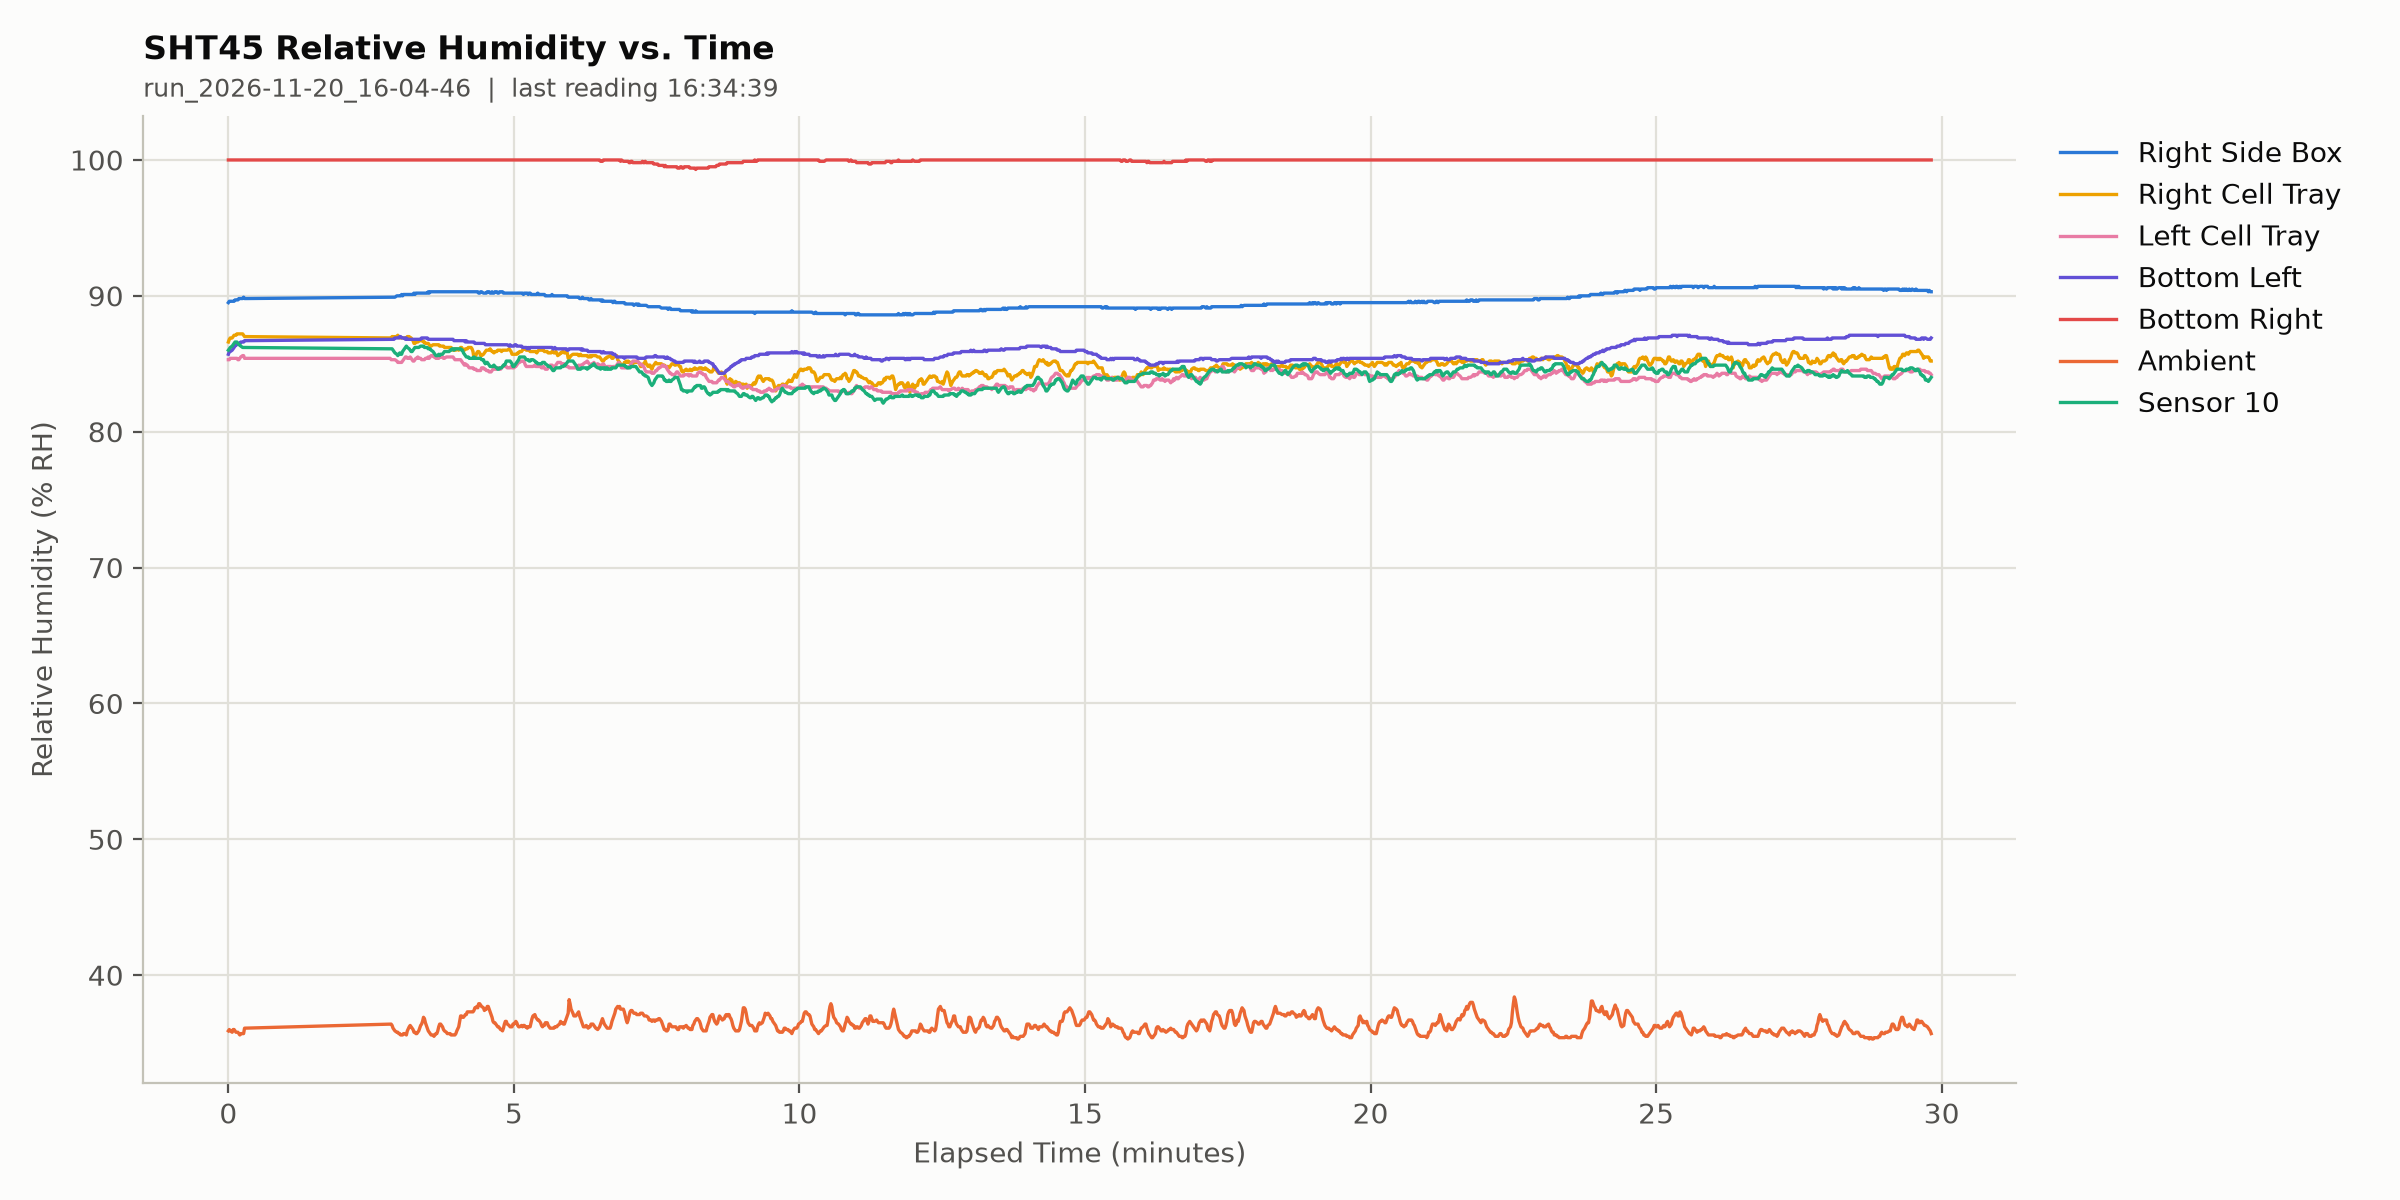 SHT45 Relative Humidity vs. Time
run_2026-11-20_16-04-46 | last reading 16:34:39
Relative Humidity (% RH)
100
90
80
70
60
50
40
0 5 10 15 20 25 30
Elapsed Time (minutes)
Right Side Box
Right Cell Tray
Left Cell Tray
Bottom Left
Bottom Right
Ambient
Sensor 10